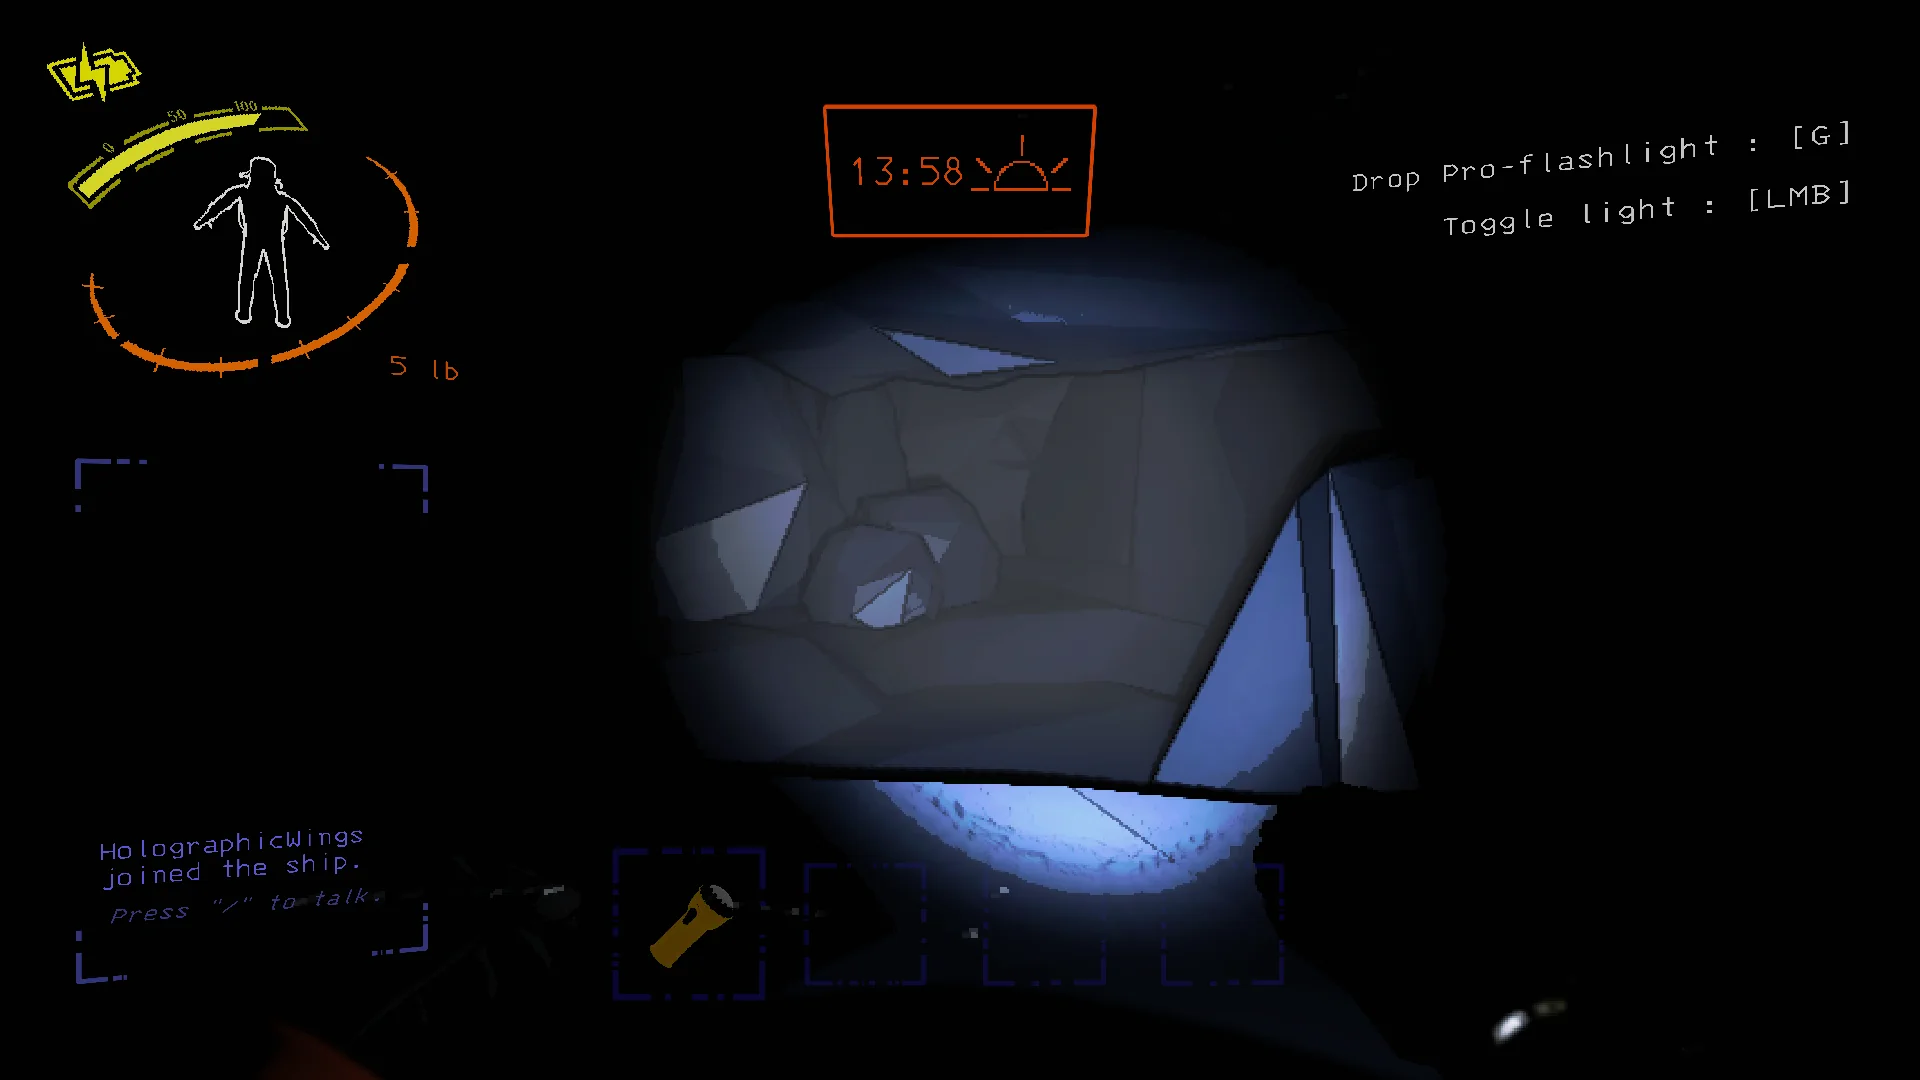 0 50 100
13:58
Drop Pro-flashlight : [G]
Toggle light : [LMB]
5 lb
HolographicWings
joined the ship.
Press "/" to talk.